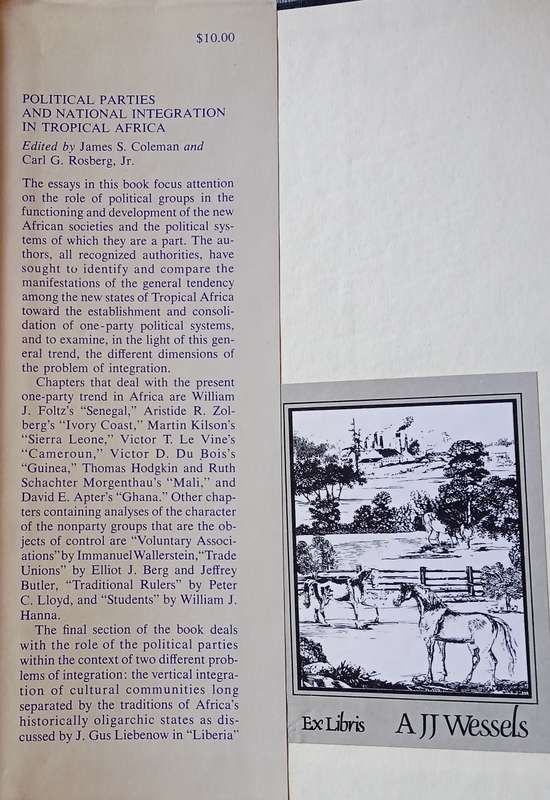 $10.00
POLITICAL PARTIES
AND NATIONAL INTEGRATION
IN TROPICAL AFRICA
Edited by James S. Coleman and
Carl G. Rosberg, Jr.
The essays in this book focus attention
on the role of political groups in the
functioning and development of the new
African societies and the political sys-
tems of which they are a part. The au-
thors, all recognized authorities, have
sought to identify and compare the
manifestations of the general tendency
among the new states of Tropical Africa
toward the establishment and consoli-
dation of one-party political systems,
and to examine, in the light of this gen-
eral trend, the different dimensions of
the problem of integration.
Chapters that deal with the present
one-party trend in Africa are William
J. Foltz's “Senegal,” Aristide R. Zol-
berg's “Ivory Coast,” Martin Kilson's
“Sierra Leone,” Victor T. Le Vine's
“Cameroun,” Victor D. Du Bois's
“Guinea,” Thomas Hodgkin and Ruth
Schachter Morgenthau's “Mali,” and
David E. Apter's “Ghana.” Other chap-
ters containing analyses of the character
of the nonparty groups that are the ob-
jects of control are “Voluntary Associ-
ations” by Immanuel Wallerstein, “Trade
Unions” by Elliot J. Berg and Jeffrey
Butler, “Traditional Rulers” by Peter
C. Lloyd, and “Students” by William J.
Hanna.
The final section of the book deals
with the role of the political parties
within the context of two different prob-
lems of integration: the vertical integra-
tion of cultural communities long
separated by the traditions of Africa's
historically oligarchic states as dis-
cussed by J. Gus Liebenow in “Liberia”
Ex Libris A JJ Wessels